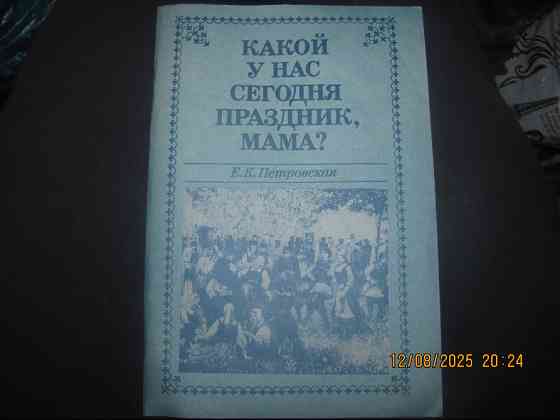 КАКОЙ
У НАС
СЕГОДНЯ
ПРАЗДНИК,
МАМА?
Е. К. Петровская
12/08/2025 20:24